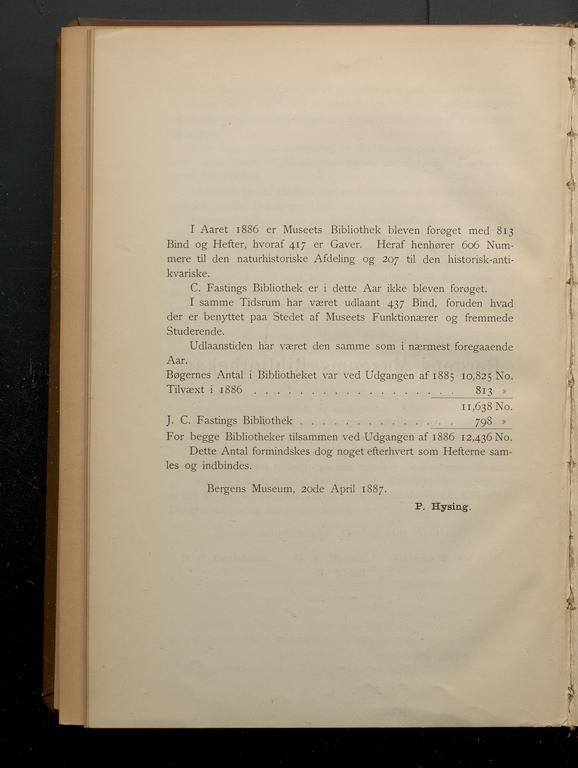 I Aaret 1886 er Museets Bibliothek bleven forøget med 813
Bind og Hefter, hvoraf 417 er Gaver. Heraf henhører 606 Num-
mere til den naturhistoriske Afdeling og 207 til den historisk-anti-
kvariske.
C. Fastings Bibliothek er i dette Aar ikke bleven forøget.
I samme Tidsrum har været udlaant 437 Bind, foruden hvad
der er benyttet paa Stedet af Museets Funktionærer og fremmede
Studerende.
Udlaanstiden har været den samme som i nærmest foregaaende
Aar.
Bøgernes Antal i Bibliotheket var ved Udgangen af 1885 10,825 No.
Tilvæxt i 1886 . . . . . . . . . . . . . . . . . 813 »
11,638 No.
J. C. Fastings Bibliothek . . . . . . . . . . . . . 798 »
For begge Bibliotheker tilsammen ved Udgangen af 1886 12,436 No.
Dette Antal formindskes dog noget efterhvert som Hefterne sam-
les og indbindes.
Bergens Museum, 20de April 1887.
P. Hysing.